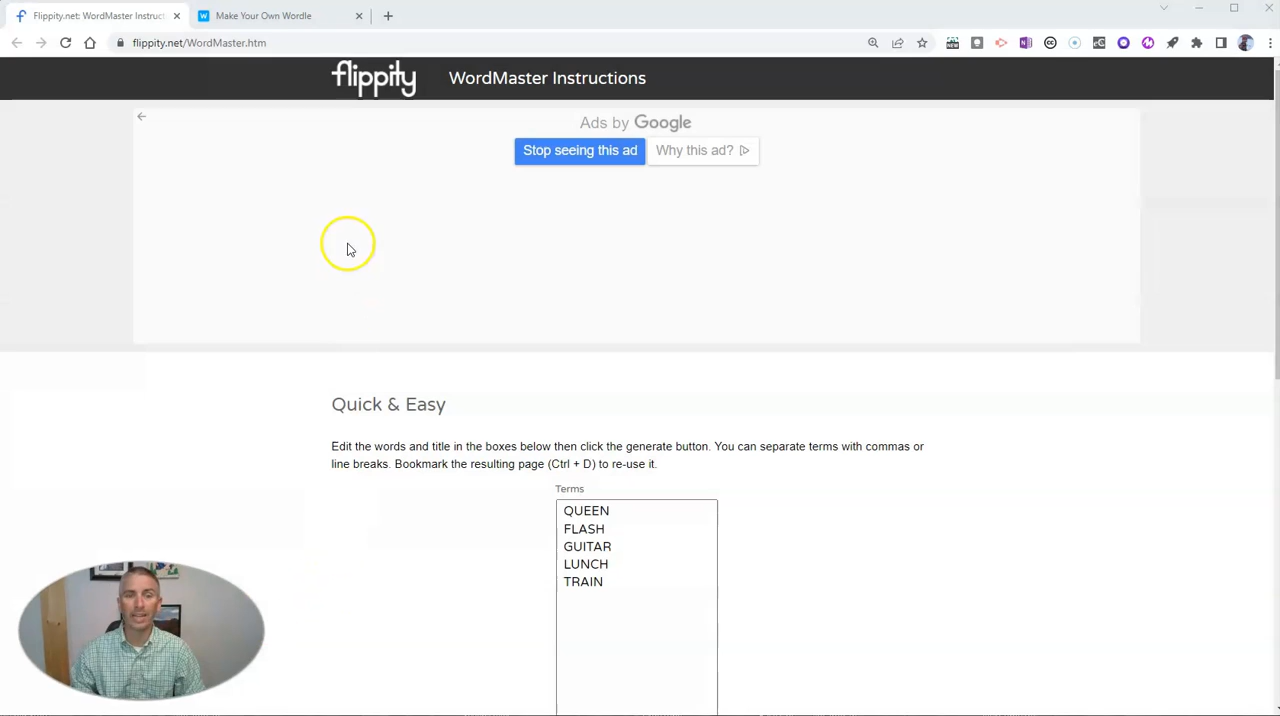 Flippity.net: WordMaster Instruct
Make Your Own Wordle
flippity.net/WordMaster.htm
flippity
WordMaster Instructions
Ads by Google
Stop seeing this ad
Why this ad?
Quick & Easy
Edit the words and title in the boxes below then click the generate button. You can separate terms with commas or
line breaks. Bookmark the resulting page (Ctrl + D) to re-use it.
Terms
QUEEN
FLASH
GUITAR
LUNCH
TRAIN